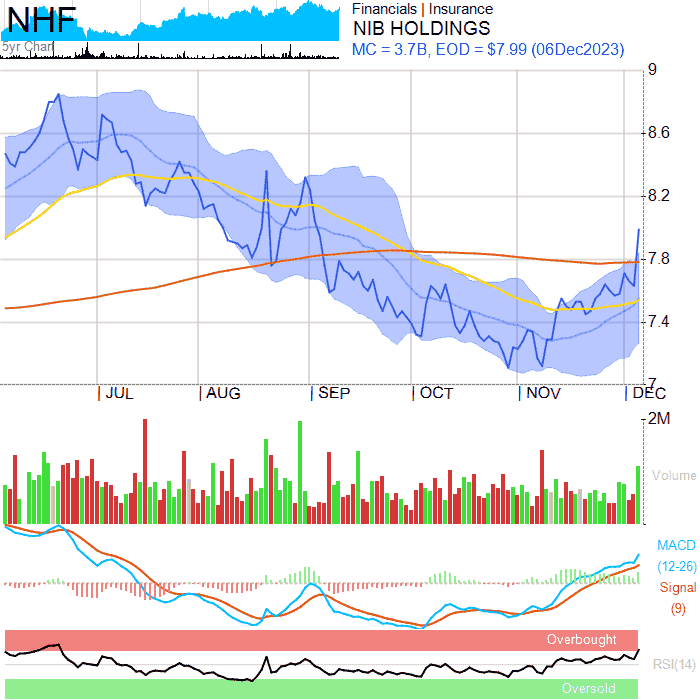 NHF
5yr Chart
Financials | Insurance
NIB HOLDINGS
MC = 3.7B, EOD = $7.99 (06Dec2023)
9
8.6
8.2
7.8
7.4
7
JUL AUG SEP OCT NOV DEC
2M
Volume
MACD
(12-26)
Signal
(9)
Overbought
RSI(14)
Oversold